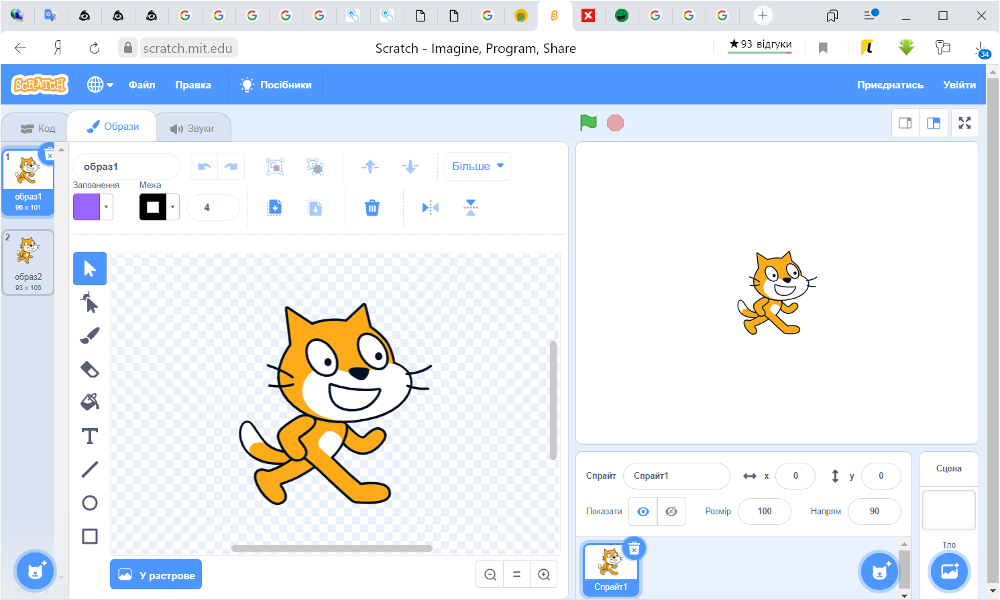 scratch.mit.edu
Scratch - Imagine, Program, Share
★93 відгуки
34
SCRATCH
Файл
Правка
Посібники
Приєднатись
Увійти
Код
Образи
Звуки
1
образ1
96 x 101
2
образ2
93 x 106
образ1
Більше
Заповнення
Межа
4
T
У растрове
Спрайт
Спрайт1
x
0
y
0
Показати
Розмір
100
Напрям
90
Спрайт1
Сцена
Тло